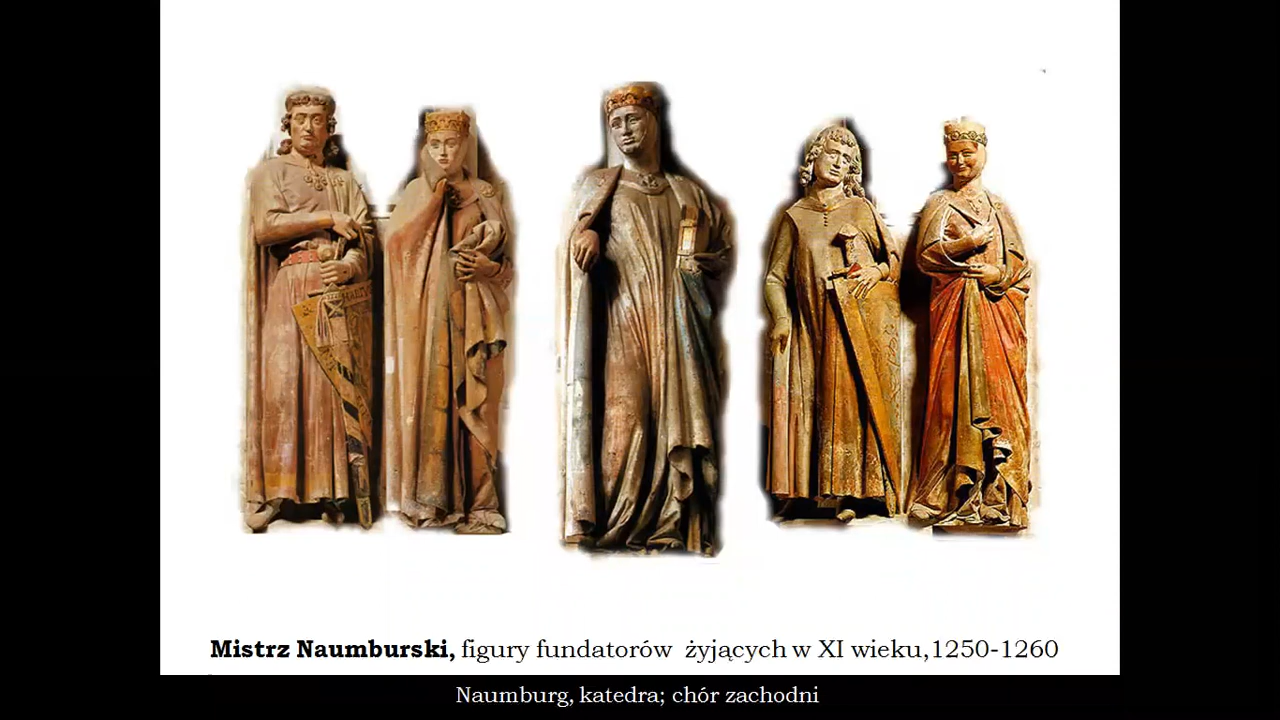 Mistrz Naumburski, figury fundatorów żyjących w XI wieku,1250-1260
Naumburg, katedra; chór zachodni